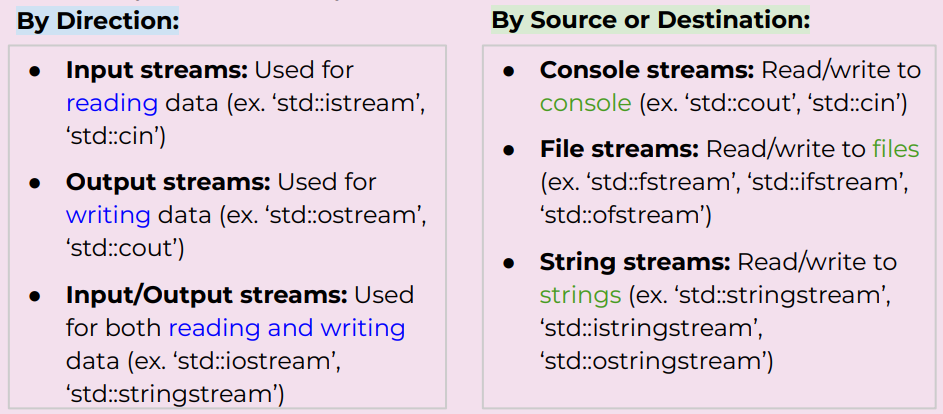 By Direction:
● Input streams: Used for
reading data (ex. ‘std::istream’,
‘std::cin’)
● Output streams: Used for
writing data (ex. ‘std::ostream’,
‘std::cout’)
● Input/Output streams: Used
for both reading and writing
data (ex. ‘std::iostream’,
‘std::stringstream’)
By Source or Destination:
● Console streams: Read/write to
console (ex. ‘std::cout’, ‘std::cin’)
● File streams: Read/write to files
(ex. ‘std::fstream’, ‘std::ifstream’,
‘std::ofstream’)
● String streams: Read/write to
strings (ex. ‘std::stringstream’,
‘std::istringstream’,
‘std::ostringstream’)